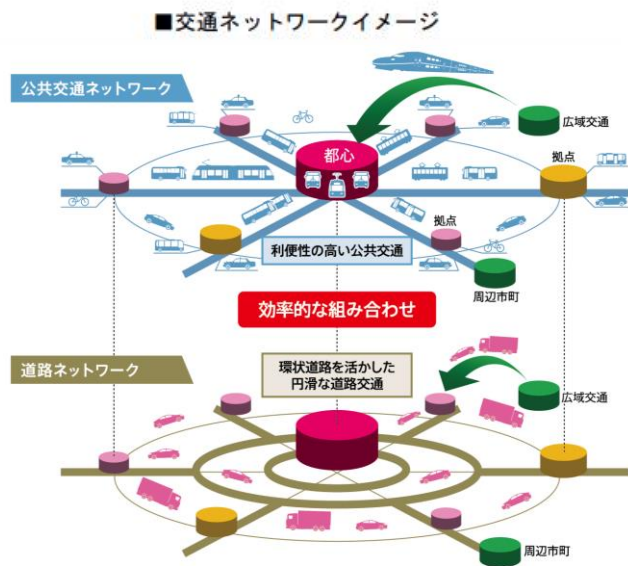 ■交通ネットワークイメージ
公共交通ネットワーク
広域交通
都心
拠点
拠点
利便性の高い公共交通
周辺市町
効率的な組み合わせ
道路ネットワーク
環状道路を活かした
円滑な道路交通
広域交通
周辺市町